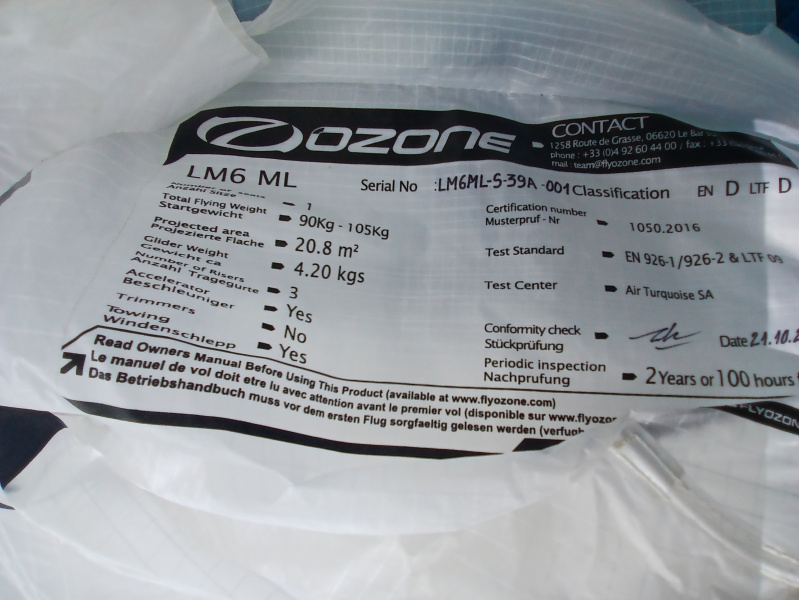 OZONE
CONTACT
1258 Route de Grasse, 06620 Le Bar
phone : +33 (0)4 92 60 44 00 / fax : +33
mail : team@flyozone.com
LM6 ML
Serial No :LM6ML-S-39A-001 Classification EN D LTF D
Anzahl Sitze 1
Total Flying Weight
Startgewicht 90Kg - 105Kg
Projected area
Projezierte Flache 20.8 m²
Glider Weight
Gewicht ca 4.20 kgs
Number of Risers
Anzahl Tragegurte 3
Accelerator
Beschleuniger Yes
Trimmers No
Towing
Windenschlepp Yes
Certification number
Musterpruf - Nr 1050.2016
Test Standard EN 926-1/926-2 & LTF 09
Test Center Air Turquoise SA
Conformity check
Stückprüfung Date 21.10.2
Periodic inspection
Nachprufung 2 Years or 100 hours
Read Owners Manual Before Using This Product (available at www.flyozone.com)
Le manuel de vol doit etre lu avec attention avant le premier vol (disponible sur www.flyozo
Das Betriebshandbuch muss vor dem ersten Flug sorgfaeltig gelesen werden (verfug
FLYOZONE